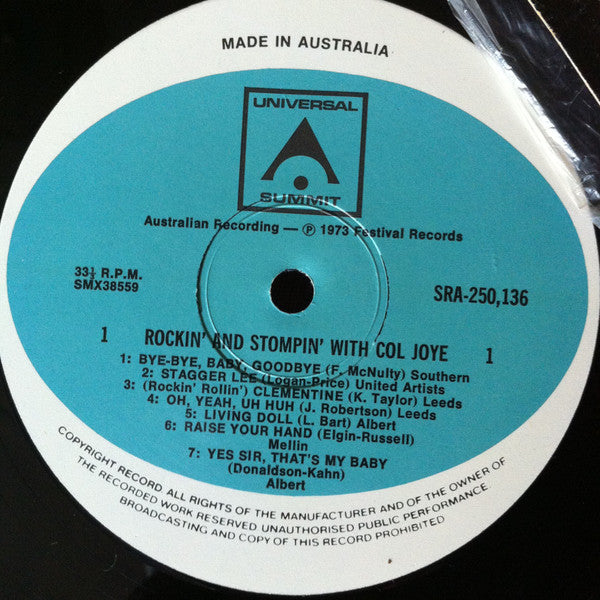 MADE IN AUSTRALIA
UNIVERSAL
SUMMIT
Australian Recording — ℗ 1973 Festival Records
33⅓ R.P.M.
SMX38559
SRA-250,136
1 ROCKIN' AND STOMPIN' WITH COL JOYE 1
1: BYE-BYE, BABY, GOODBYE (F. McNulty) Southern
2: STAGGER LEE (Logan-Price) United Artists
3: (Rockin' Rollin') CLEMENTINE (K. Taylor) Leeds
4: OH, YEAH, UH HUH (J. Robertson) Leeds
5: LIVING DOLL (L. Bart) Albert
6: RAISE YOUR HAND (Elgin-Russell)
Mellin
7: YES SIR, THAT'S MY BABY
(Donaldson-Kahn)
Albert
COPYRIGHT RECORD ALL RIGHTS OF THE MANUFACTURER AND OF THE OWNER OF
THE RECORDED WORK RESERVED UNAUTHORISED PUBLIC PERFORMANCE
BROADCASTING AND COPY OF THIS RECORD PROHIBITED